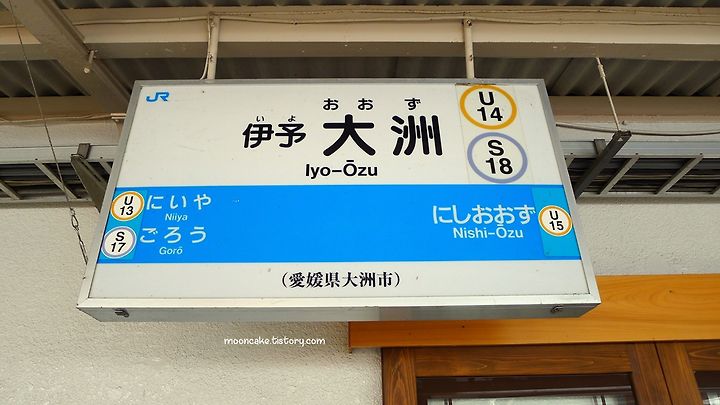 JR
いよ おおず
伊予大洲
Iyo-Ōzu
U
14
S
18
U
13
にいや
Niiya
S
17
ごろう
Gorō
にしおおず
Nishi-Ōzu
U
15
(愛媛県大洲市)
mooncake.tistory.com